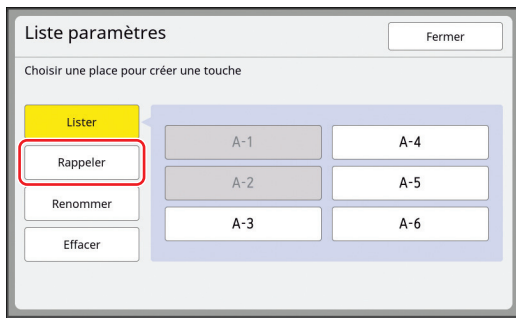 Liste paramètres
Fermer
Choisir une place pour créer une touche
Lister
Rappeler
Renommer
Effacer
A-1
A-2
A-3
A-4
A-5
A-6